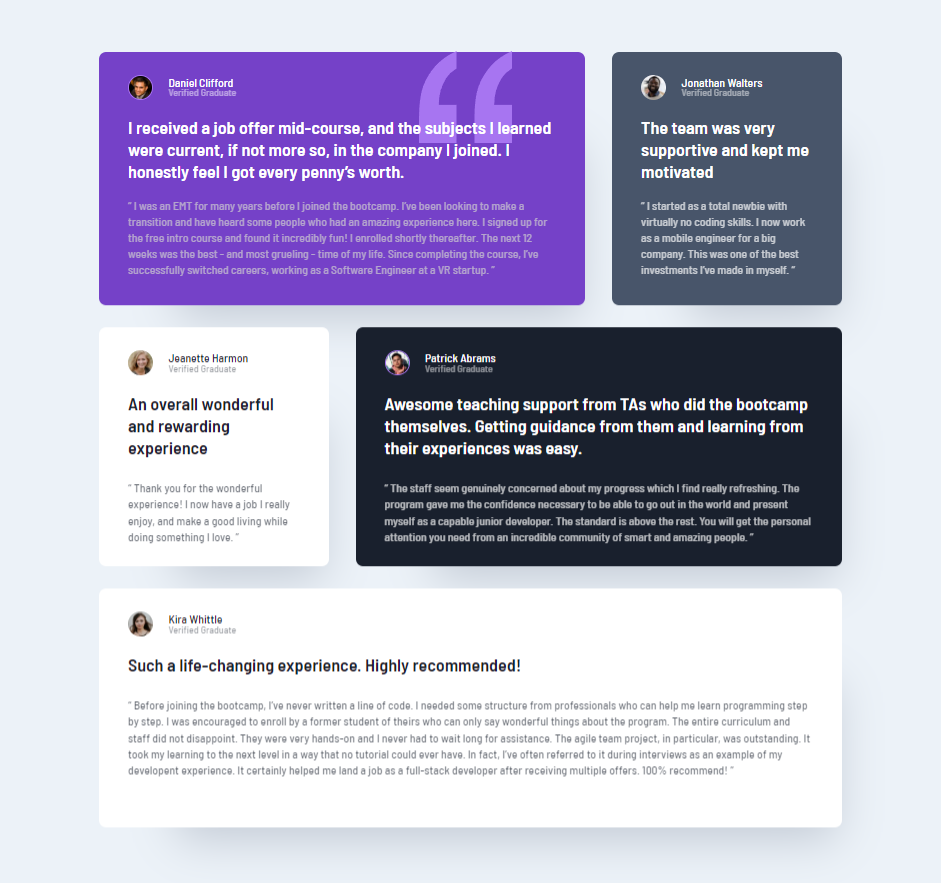 Daniel Clifford
Verified Graduate
I received a job offer mid-course, and the subjects I learned
were current, if not more so, in the company I joined. I
honestly feel I got every penny’s worth.
“ I was an EMT for many years before I joined the bootcamp. I’ve been looking to make a
transition and have heard some people who had an amazing experience here. I signed up for
the free intro course and found it incredibly fun! I enrolled shortly thereafter. The next 12
weeks was the best - and most grueling - time of my life. Since completing the course, I’ve
successfully switched careers, working as a Software Engineer at a VR startup. ”
Jonathan Walters
Verified Graduate
The team was very
supportive and kept me
motivated
“ I started as a total newbie with
virtually no coding skills. I now work
as a mobile engineer for a big
company. This was one of the best
investments I’ve made in myself. ”
Jeanette Harmon
Verified Graduate
An overall wonderful
and rewarding
experience
“ Thank you for the wonderful
experience! I now have a job I really
enjoy, and make a good living while
doing something I love. ”
Patrick Abrams
Verified Graduate
Awesome teaching support from TAs who did the bootcamp
themselves. Getting guidance from them and learning from
their experiences was easy.
“ The staff seem genuinely concerned about my progress which I find really refreshing. The
program gave me the confidence necessary to be able to go out in the world and present
myself as a capable junior developer. The standard is above the rest. You will get the personal
attention you need from an incredible community of smart and amazing people. ”
Kira Whittle
Verified Graduate
Such a life-changing experience. Highly recommended!
“ Before joining the bootcamp, I’ve never written a line of code. I needed some structure from professionals who can help me learn programming step
by step. I was encouraged to enroll by a former student of theirs who can only say wonderful things about the program. The entire curriculum and
staff did not disappoint. They were very hands-on and I never had to wait long for assistance. The agile team project, in particular, was outstanding. It
took my learning to the next level in a way that no tutorial could ever have. In fact, I’ve often referred to it during interviews as an example of my
developent experience. It certainly helped me land a job as a full-stack developer after receiving multiple offers. 100% recommend! ”